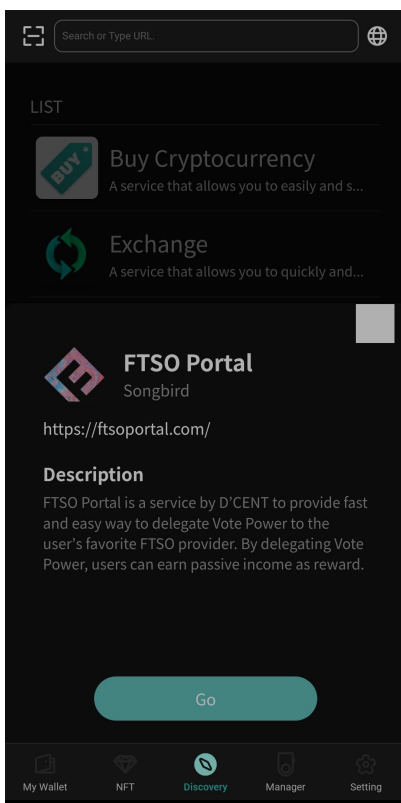 Search or Type URL.
LIST
BUY
Buy Cryptocurrency
A service that allows you to easily and s...
Exchange
A service that allows you to quickly and...
FTSO Portal
Songbird
https://ftsoportal.com/
Description
FTSO Portal is a service by D'CENT to provide fast
and easy way to delegate Vote Power to the
user's favorite FTSO provider. By delegating Vote
Power, users can earn passive income as reward.
Go
My Wallet
NFT
Discovery
Manager
Setting